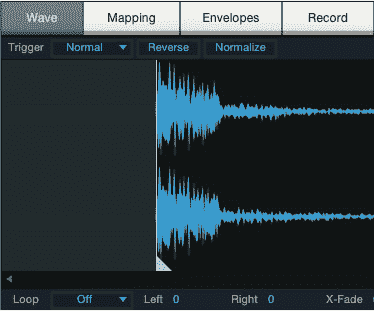 Wave Mapping Envelopes Record
Trigger Normal Reverse Normalize
Loop Off Left 0 Right 0 X-Fade